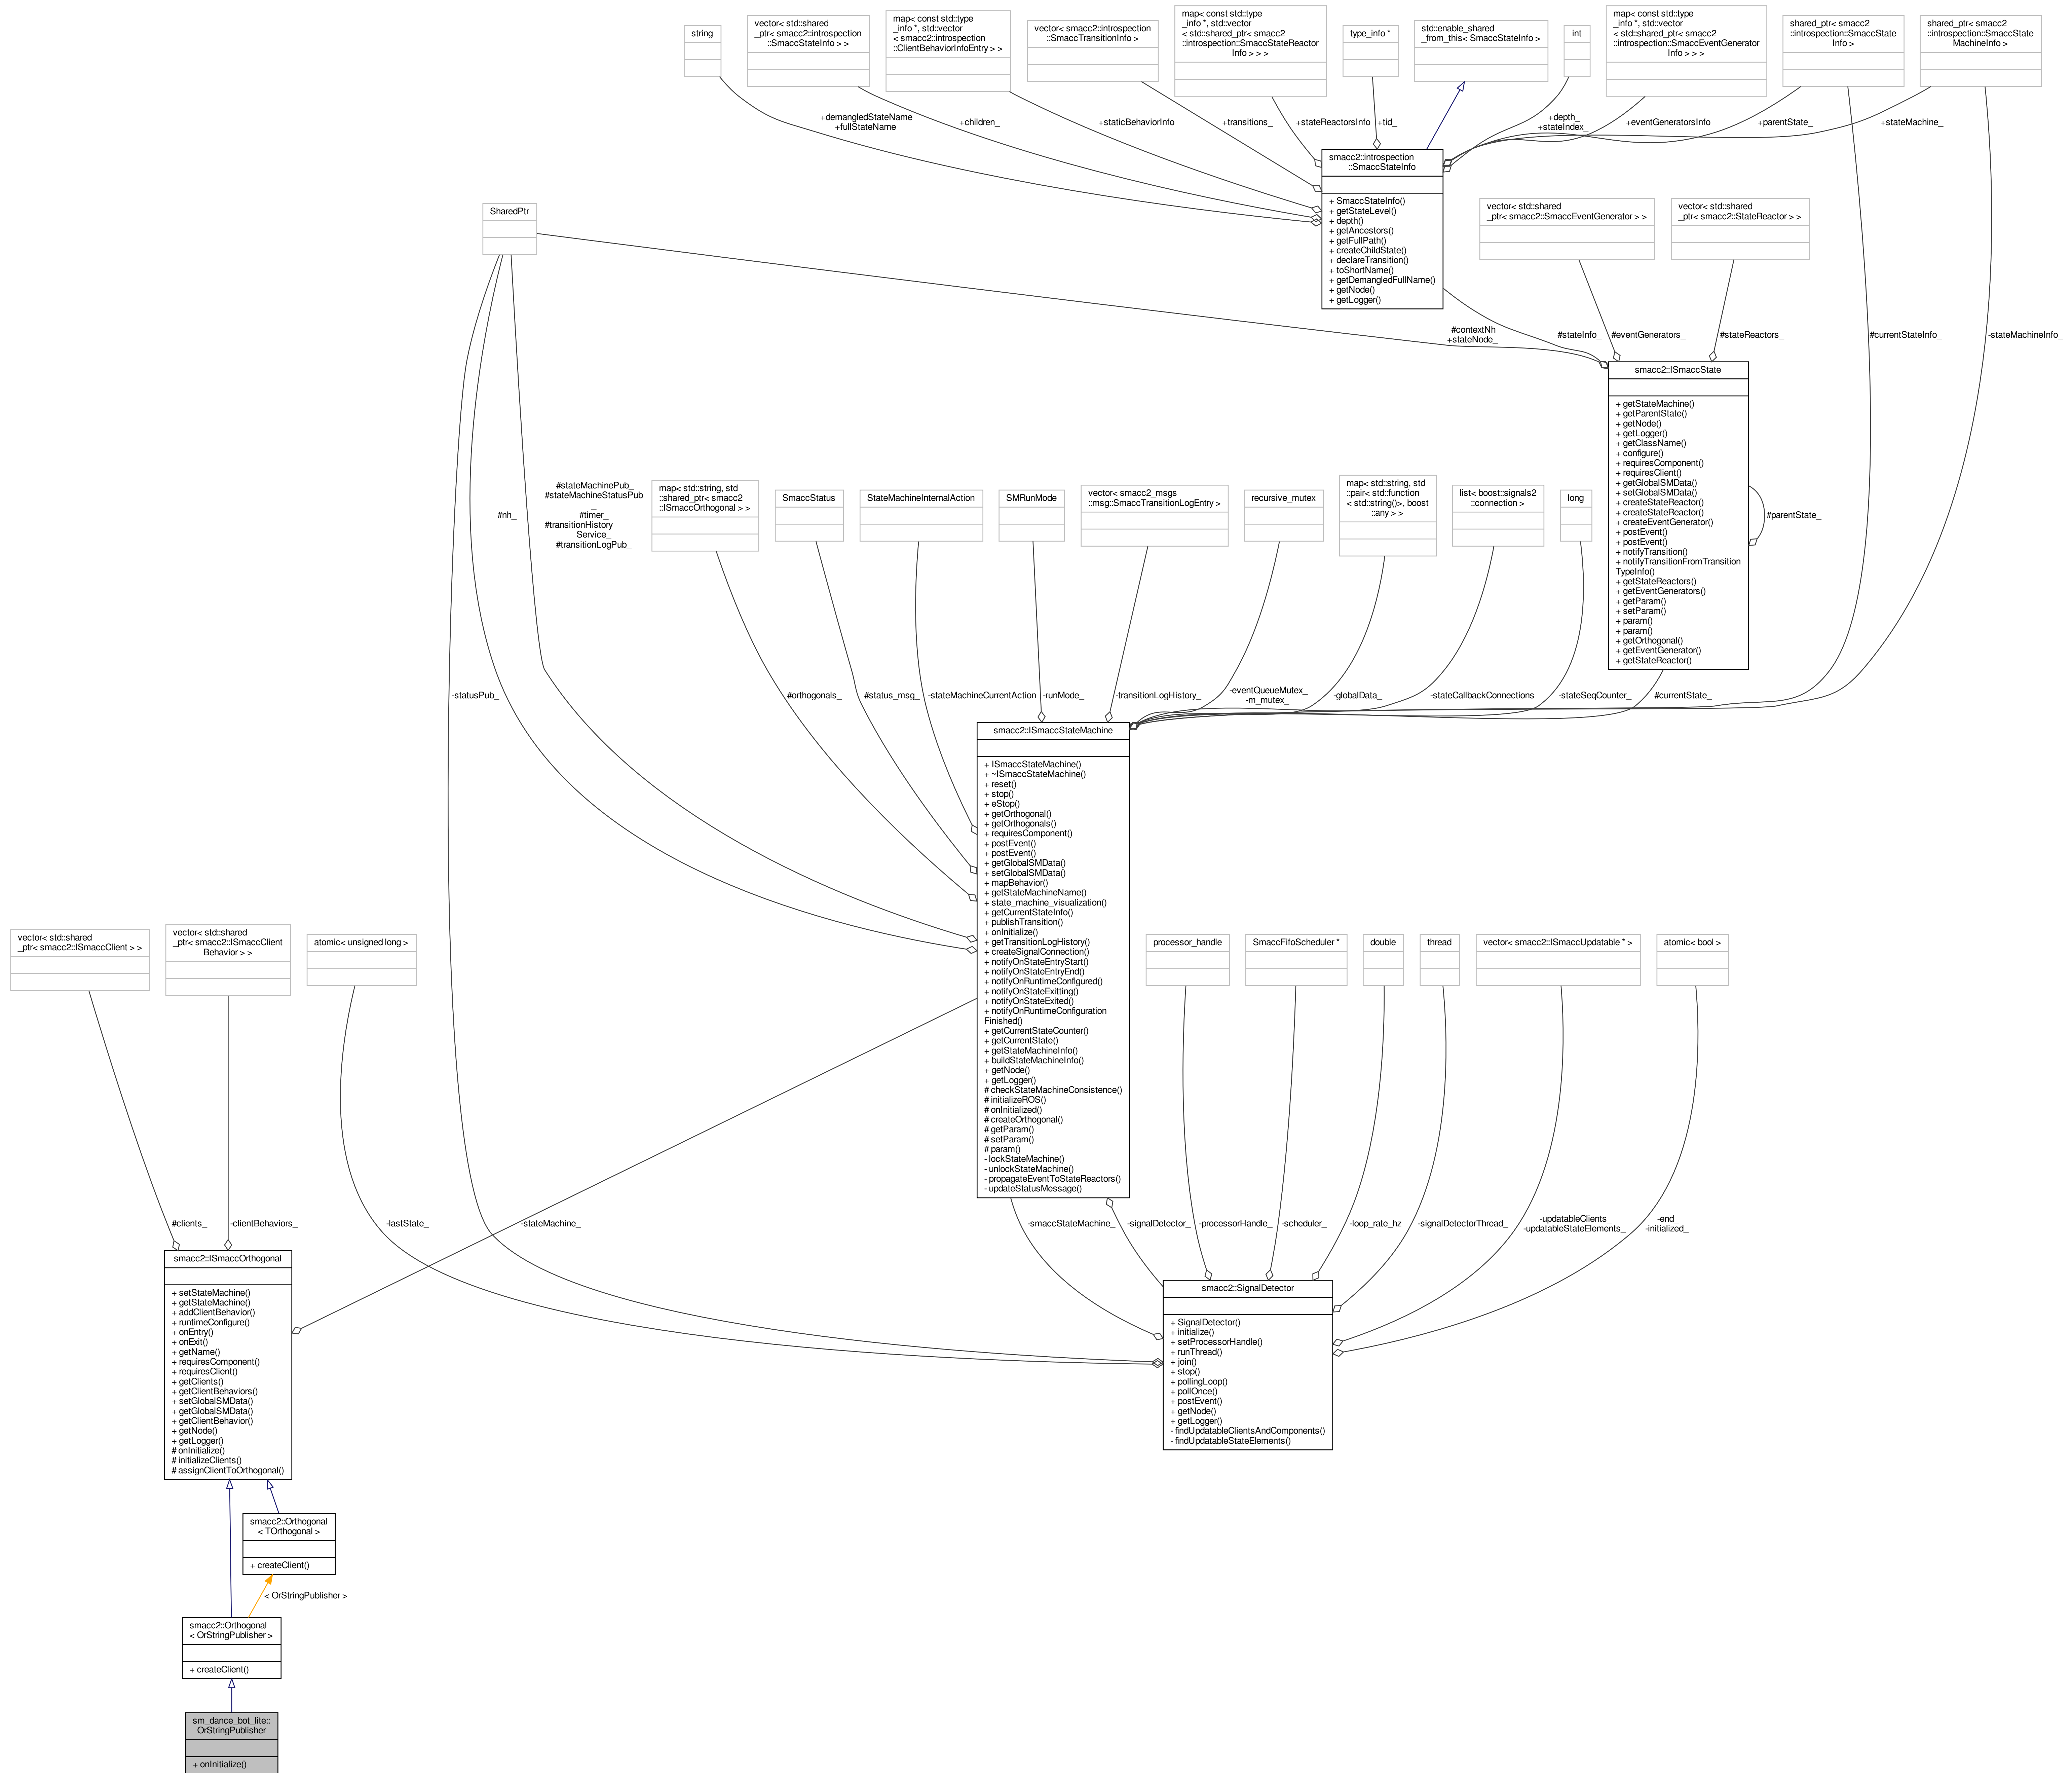 string
vector< std::shared
_ptr< smacc2::introspection
::SmaccStateInfo > >
map< const std::type
_info *, std::vector
< smacc2::introspection
::ClientBehaviorInfoEntry > >
vector< smacc2::introspection
::SmaccTransitionInfo >
map< const std::type
_info *, std::vector
< std::shared_ptr< smacc2
::introspection::SmaccStateReactor
Info > > >
type_info *
std::enable_shared
_from_this< SmaccStateInfo >
int
map< const std::type
_info *, std::vector
< std::shared_ptr< smacc2
::introspection::SmaccEventGenerator
Info > > >
shared_ptr< smacc2
::introspection::SmaccState
Info >
shared_ptr< smacc2
::introspection::SmaccState
MachineInfo >
+demangledStateName
+fullStateName
+children_
+staticBehaviorInfo
+transitions_
+stateReactorsInfo
+tid_
+depth_
+stateIndex_
+eventGeneratorsInfo
+parentState_
+stateMachine_
smacc2::introspection
::SmaccStateInfo
+ SmaccStateInfo()
+ getStateLevel()
+ depth()
+ getAncestors()
+ getFullPath()
+ createChildState()
+ declareTransition()
+ toShortName()
+ getDemangledFullName()
+ getNode()
+ getLogger()
SharedPtr
vector< std::shared
_ptr< smacc2::SmaccEventGenerator > >
vector< std::shared
_ptr< smacc2::StateReactor > >
#contextNh
+stateNode_
#stateInfo_
#eventGenerators_
#stateReactors_
#currentStateInfo_
-stateMachineInfo_
smacc2::ISmaccState
+ getStateMachine()
+ getParentState()
+ getNode()
+ getLogger()
+ getClassName()
+ configure()
+ requiresComponent()
+ requiresClient()
+ getGlobalSMData()
+ setGlobalSMData()
+ createStateReactor()
+ createStateReactor()
+ createEventGenerator()
+ postEvent()
+ postEvent()
+ notifyTransition()
+ notifyTransitionFromTransition
TypeInfo()
+ getStateReactors()
+ getEventGenerators()
+ getParam()
+ setParam()
+ param()
+ param()
+ getOrthogonal()
+ getEventGenerator()
+ getStateReactor()
#parentState_
#nh_
#stateMachinePub_
#stateMachineStatusPub
_
#timer_
#transitionHistory
Service_
#transitionLogPub_
map< std::string, std
::shared_ptr< smacc2
::ISmaccOrthogonal > >
SmaccStatus
StateMachineInternalAction
SMRunMode
vector< smacc2_msgs
::msg::SmaccTransitionLogEntry >
recursive_mutex
map< std::string, std
::pair< std::function
< std::string()>, boost
::any > >
list< boost::signals2
::connection >
long
-statusPub_
#orthogonals_
#status_msg_
-stateMachineCurrentAction
-runMode_
-transitionLogHistory_
-eventQueueMutex_
-m_mutex_
-globalData_
-stateCallbackConnections
-stateSeqCounter_
#currentState_
smacc2::ISmaccStateMachine
+ ISmaccStateMachine()
+ ~ISmaccStateMachine()
+ reset()
+ stop()
+ eStop()
+ getOrthogonal()
+ getOrthogonals()
+ requiresComponent()
+ postEvent()
+ postEvent()
+ getGlobalSMData()
+ setGlobalSMData()
+ mapBehavior()
+ getStateMachineName()
+ state_machine_visualization()
+ getCurrentStateInfo()
+ publishTransition()
+ onInitialize()
+ getTransitionLogHistory()
+ createSignalConnection()
+ notifyOnStateEntryStart()
+ notifyOnStateEntryEnd()
+ notifyOnRuntimeConfigured()
+ notifyOnStateExitting()
+ notifyOnStateExited()
+ notifyOnRuntimeConfiguration
Finished()
+ getCurrentStateCounter()
+ getCurrentState()
+ getStateMachineInfo()
+ buildStateMachineInfo()
+ getNode()
+ getLogger()
# checkStateMachineConsistence()
# initializeROS()
# onInitialized()
# createOrthogonal()
# getParam()
# setParam()
# param()
- lockStateMachine()
- unlockStateMachine()
- propagateEventToStateReactors()
- updateStatusMessage()
vector< std::shared
_ptr< smacc2::ISmaccClient > >
vector< std::shared
_ptr< smacc2::ISmaccClient
Behavior > >
atomic< unsigned long >
processor_handle
SmaccFifoScheduler *
double
thread
vector< smacc2::ISmaccUpdatable * >
atomic< bool >
#clients_
-clientBehaviors_
-lastState_
-stateMachine_
-smaccStateMachine_
-signalDetector_
-processorHandle_
-scheduler_
-loop_rate_hz
-signalDetectorThread_
-updatableClients_
-updatableStateElements_
-end_
-initialized_
smacc2::ISmaccOrthogonal
+ setStateMachine()
+ getStateMachine()
+ addClientBehavior()
+ runtimeConfigure()
+ onEntry()
+ onExit()
+ getName()
+ requiresComponent()
+ requiresClient()
+ getClients()
+ getClientBehaviors()
+ setGlobalSMData()
+ getGlobalSMData()
+ getClientBehavior()
+ getNode()
+ getLogger()
# onInitialize()
# initializeClients()
# assignClientToOrthogonal()
smacc2::SignalDetector
+ SignalDetector()
+ initialize()
+ setProcessorHandle()
+ runThread()
+ join()
+ stop()
+ pollingLoop()
+ pollOnce()
+ postEvent()
+ getNode()
+ getLogger()
- findUpdatableClientsAndComponents()
- findUpdatableStateElements()
smacc2::Orthogonal
< TOrthogonal >
+ createClient()
< OrStringPublisher >
smacc2::Orthogonal
< OrStringPublisher >
+ createClient()
sm_dance_bot_lite::
OrStringPublisher
+ onInitialize()